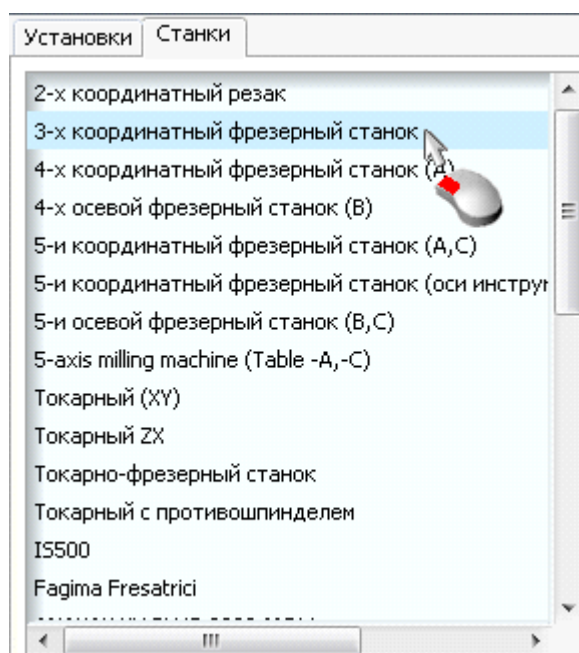 Установки Станки
2-х координатный резак
3-х координатный фрезерный станок
4-х координатный фрезерный станок (A)
4-х осевой фрезерный станок (B)
5-и координатный фрезерный станок (A,C)
5-и координатный фрезерный станок (оси
5-и осевой фрезерный станок (B,C)
5-axis milling machine (Table -A,-C)
Токарный (XY)
Токарный ZX
Токарно-фрезерный станок
Токарный с противошпинделем
IS500
Fagima Fresatrici